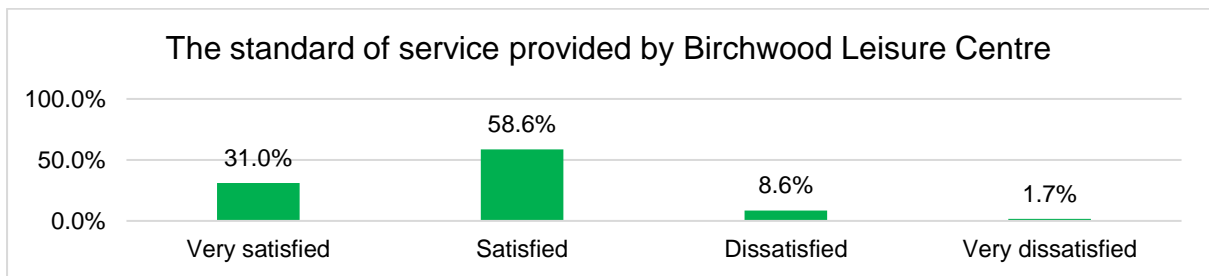 The standard of service provided by Birchwood Leisure Centre
100.0%
50.0%
0.0%
31.0%
58.6%
8.6%
1.7%
Very satisfied
Satisfied
Dissatisfied
Very dissatisfied